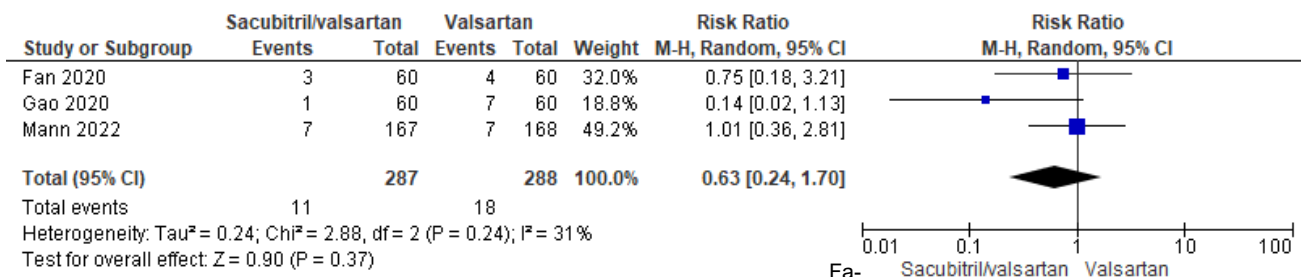 Sacubitril/valsartan Valsartan Risk Ratio Risk Ratio
Study or Subgroup Events Total Events Total Weight M-H, Random, 95% CI M-H, Random, 95% CI
Fan 2020 3 60 4 60 32.0% 0.75 [0.18, 3.21]
Gao 2020 1 60 7 60 18.8% 0.14 [0.02, 1.13]
Mann 2022 7 167 7 168 49.2% 1.01 [0.36, 2.81]
Total (95% CI) 287 288 100.0% 0.63 [0.24, 1.70]
Total events 11 18
Heterogeneity: Tau² = 0.24; Chi² = 2.88, df = 2 (P = 0.24); I² = 31%
Test for overall effect: Z = 0.90 (P = 0.37)
0.01 0.1 1 10 100
Fa- Sacubitril/valsartan Valsartan